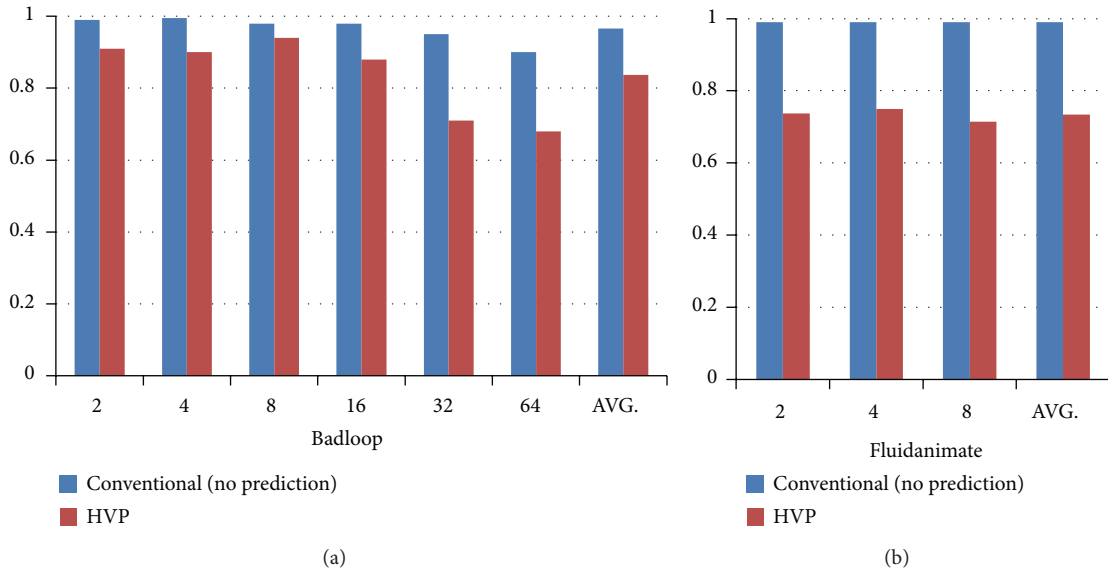 1
0.8
0.6
0.4
0.2
0
2 4 8 16 32 64 AVG.
Badloop
Conventional (no prediction)
HVP
(a)
1
0.8
0.6
0.4
0.2
0
2 4 8 AVG.
Fluidanimate
Conventional (no prediction)
HVP
(b)